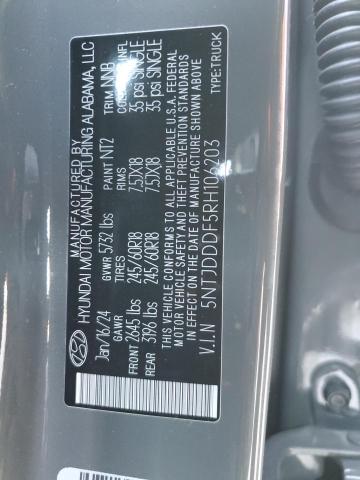 MANUFACTURED BY
HYUNDAI MOTOR MANUFACTURING ALABAMA, LLC
Jan/16/24 GVWR 5732 lbs PAINT NT2 TRIM NNB
GAWR TIRES RIMS COLD TIRE INFL
FRONT 2645 lbs 245/60R18 7.5JX18 35 psi SINGLE
REAR 3196 lbs 245/60R18 7.5JX18 35 psi SINGLE
THIS VEHICLE CONFORMS TO ALL APPLICABLE U.S.A. FEDERAL
MOTOR VEHICLE SAFETY AND THEFT PREVENTION STANDARDS
IN EFFECT ON THE DATE OF MANUFACTURE SHOWN ABOVE
V.I.N 5NTJDDDF5RH106203
TYPE:TRUCK